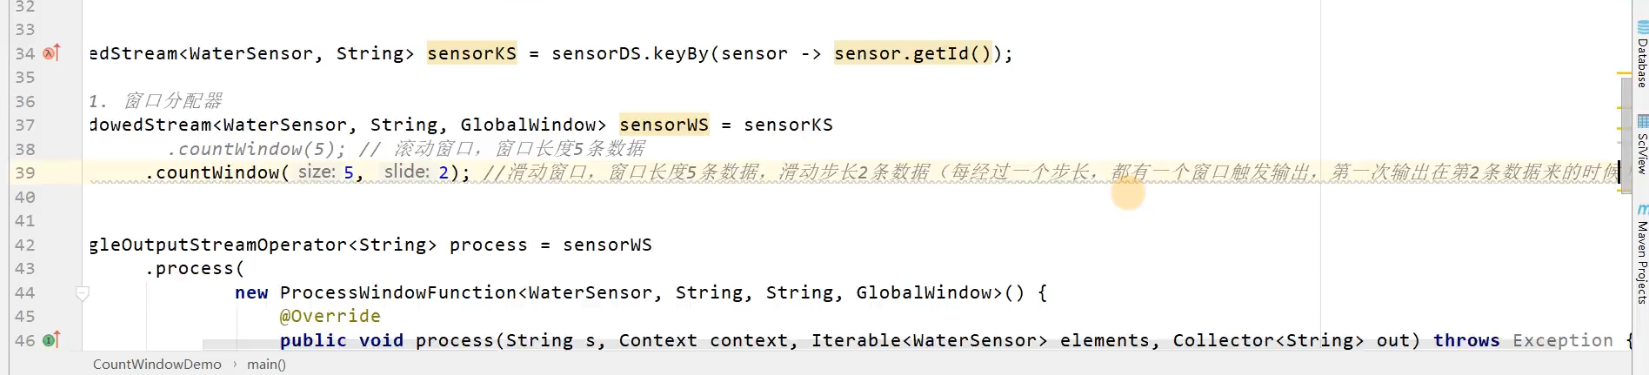 32
33
34 edStream<WaterSensor, String> sensorKS = sensorDS.keyBy(sensor -> sensor.getId());
35
36 1. 窗口分配器
37 dowedStream<WaterSensor, String, GlobalWindow> sensorWS = sensorKS
38 .countWindow(5); // 滚动窗口，窗口长度5条数据
39 .countWindow( size: 5, slide: 2); //滑动窗口，窗口长度5条数据，滑动步长2条数据（每经过一个步长，都有一个窗口触发输出，第一次输出在第2条数据来的时候
40
41
42 gleOutputStreamOperator<String> process = sensorWS
43 .process(
44 new ProcessWindowFunction<WaterSensor, String, String, GlobalWindow>() {
45 @Override
46 public void process(String s, Context context, Iterable<WaterSensor> elements, Collector<String> out) throws Exception {
CountWindowDemo › main()
Database
SciView
Maven Projects